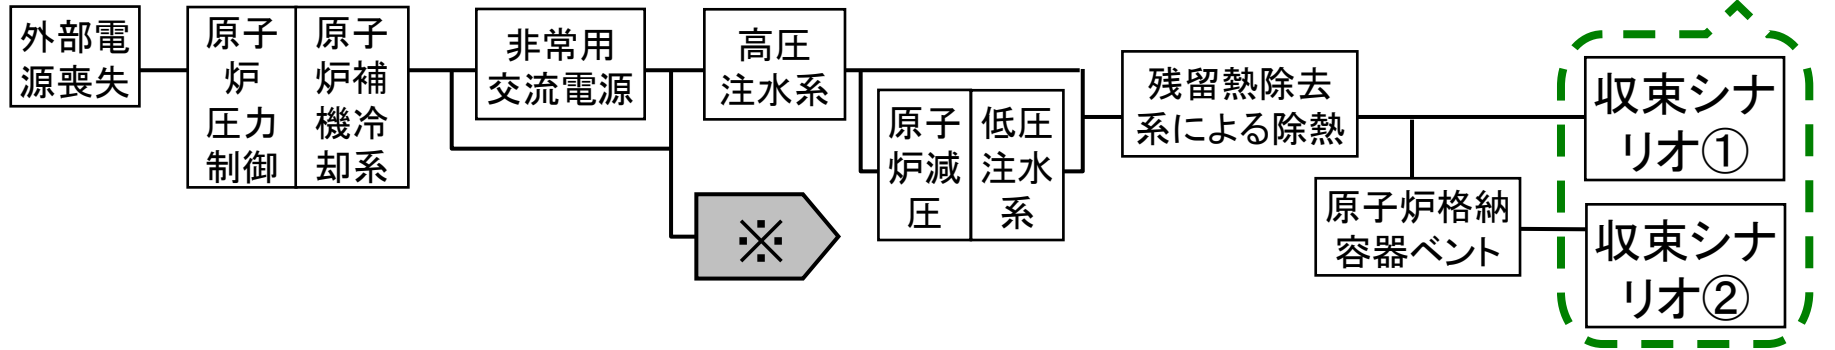 外部電
源喪失
原子
炉
圧力
制御
原子
炉補
機冷
却系
非常用
交流電源
※
高圧
注水系
原子
炉減
圧
低圧
注水
系
残留熱除去
系による除熱
原子炉格納
容器ベント
収束シナ
リオ①
収束シナ
リオ②